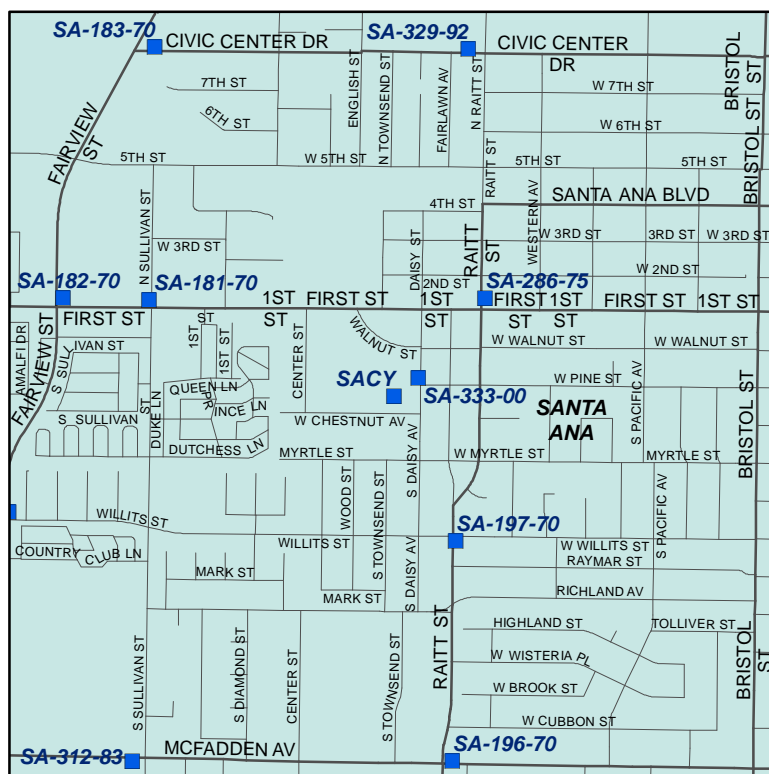 SA-183-70
SA-329-92
CIVIC CENTER DR
CIVIC CENTER
DR
BRISTOL
ST
7TH ST
6TH ST
ENGLISH ST
N TOWNSEND ST
FAIRLAWN AV
N RAITT ST
W 7TH ST
W 6TH ST
FAIRVIEW
ST
5TH ST
W 5TH ST
5TH ST
5TH ST
BRISTOL ST
RAITT ST
WESTERN AV
SANTA ANA BLVD
4TH ST
N SULLIVAN ST
W 3RD ST
DAISY ST
RAITT
ST
W 3RD ST
3RD ST
W 3RD ST
2ND ST
W 2ND ST
SA-182-70
SA-181-70
SA-286-75
1ST
ST
FIRST ST
1ST
ST
FIRST
ST
1ST
ST
FIRST ST
1ST ST
FIRST ST
FAIRVIEW ST
AMALFI DR
S SULL
IVAN ST
1ST
ST
1ST ST
CENTER ST
WALNUT ST
W WALNUT ST
W WALNUT
QUEEN LN
PR
INCE LN
SACY
SA-333-00
W PINE ST
S PACIFIC AV
BRISTOL ST
S SULLIVAN
ST
DUKE LN
DUTCHESS LN
W CHESTNUT AV
SANTA
ANA
S DAISY AV
MYRTLE ST
W MYRTLE ST
MYRTLE ST
WOOD ST
S TOWNSEND ST
S PACIFIC AV
WILLITS ST
WILLITS ST
SA-197-70
W WILLITS ST
COUNTRY
CLUB LN
RAYMAR ST
S DAISY AV
MARK ST
MARK ST
RICHLAND AV
RAITT ST
HIGHLAND ST
TOLLIVER ST
BRISTOL
ST
S SULLIVAN ST
S DIAMOND ST
CENTER ST
S TOWNSEND ST
W WISTERIA PL
W BROOK ST
W CUBBON ST
SA-312-83
MCFADDEN AV
SA-196-70